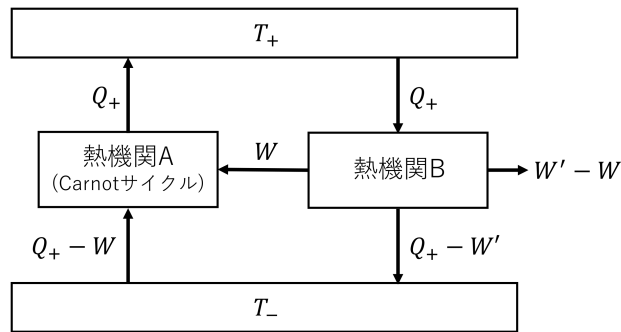 T₊
Q₊
Q₊
熱機関A
(Carnotサイクル)
W
熱機関B
W′ − W
Q₊ − W
Q₊ − W′
T₋